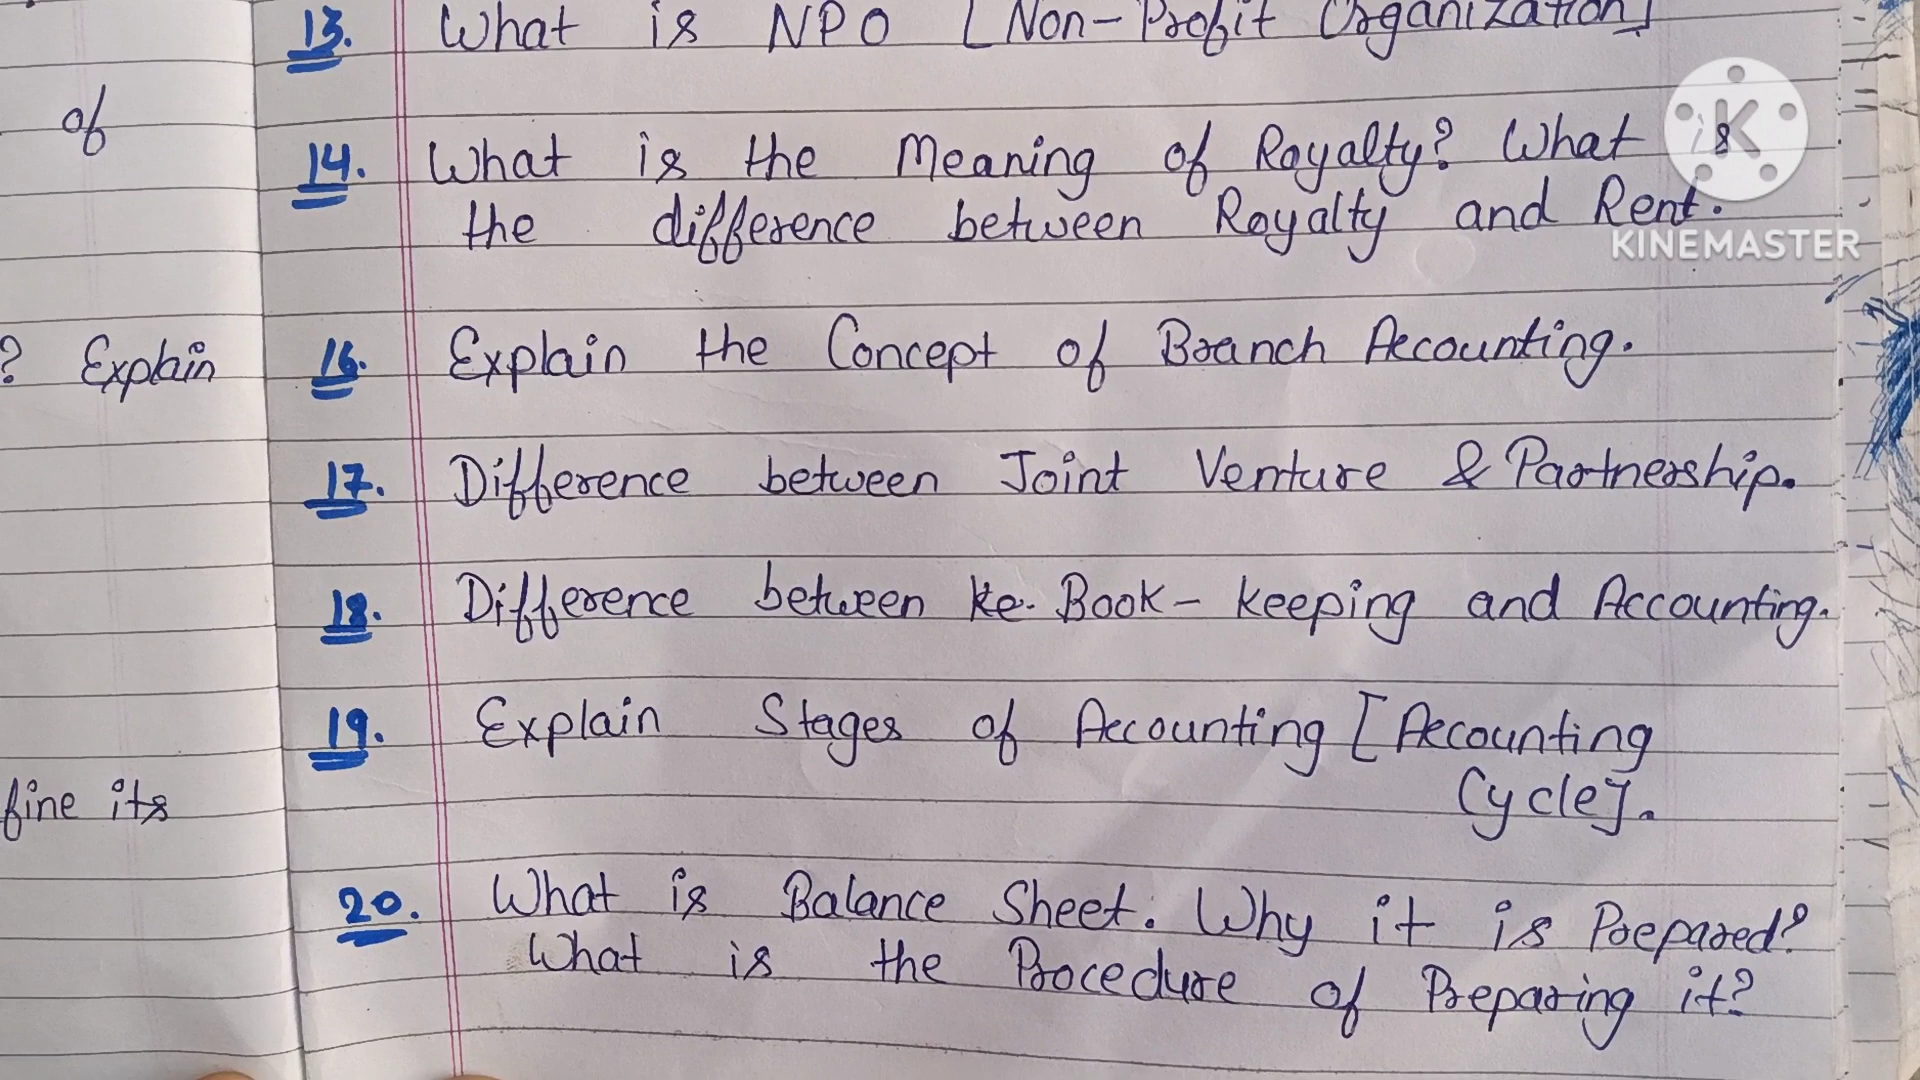 of
? Explain
fine its
13. What is NPO [Non-Profit Organization]
14. What is the Meaning of Royalty? What is
the difference between Royalty and Rent.
16. Explain the Concept of Branch Accounting.
17. Difference between Joint Venture & Partnership.
18. Difference between ke. Book - keeping and Accounting.
19. Explain Stages of Accounting [Accounting
Cycle].
20. What is Balance Sheet. Why it is Prepared?
What is the Procedure of Preparing it?
K
KINEMASTER